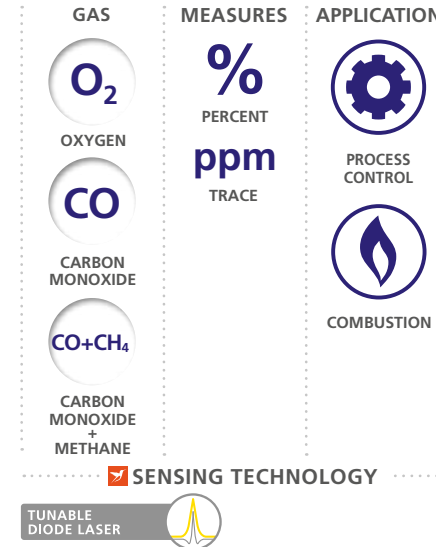 GAS
O₂
OXYGEN
CO
CARBON
MONOXIDE
CO+CH₄
CARBON
MONOXIDE
+
METHANE
MEASURES
%
PERCENT
ppm
TRACE
APPLICATION
PROCESS
CONTROL
COMBUSTION
SENSING TECHNOLOGY
TUNABLE
DIODE LASER